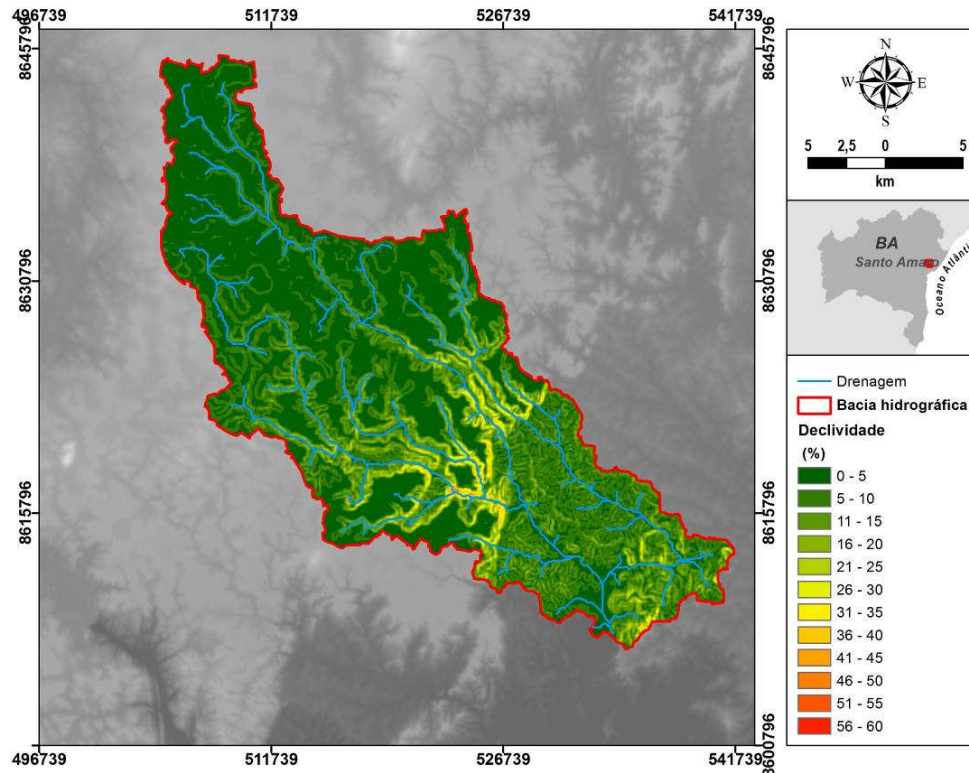 496739 511739 526739 541739
8645796
8645796
8630796
8630796
8615796
8615796
8600796
496739 511739 526739 541739
N
W E
S
5 2,5 0 5
km
BA
Santo Amaro
Oceano Atlânti
Drenagem
Bacia hidrográfica
Declividade
(%)
0 - 5
5 - 10
11 - 15
16 - 20
21 - 25
26 - 30
31 - 35
36 - 40
41 - 45
46 - 50
51 - 55
56 - 60